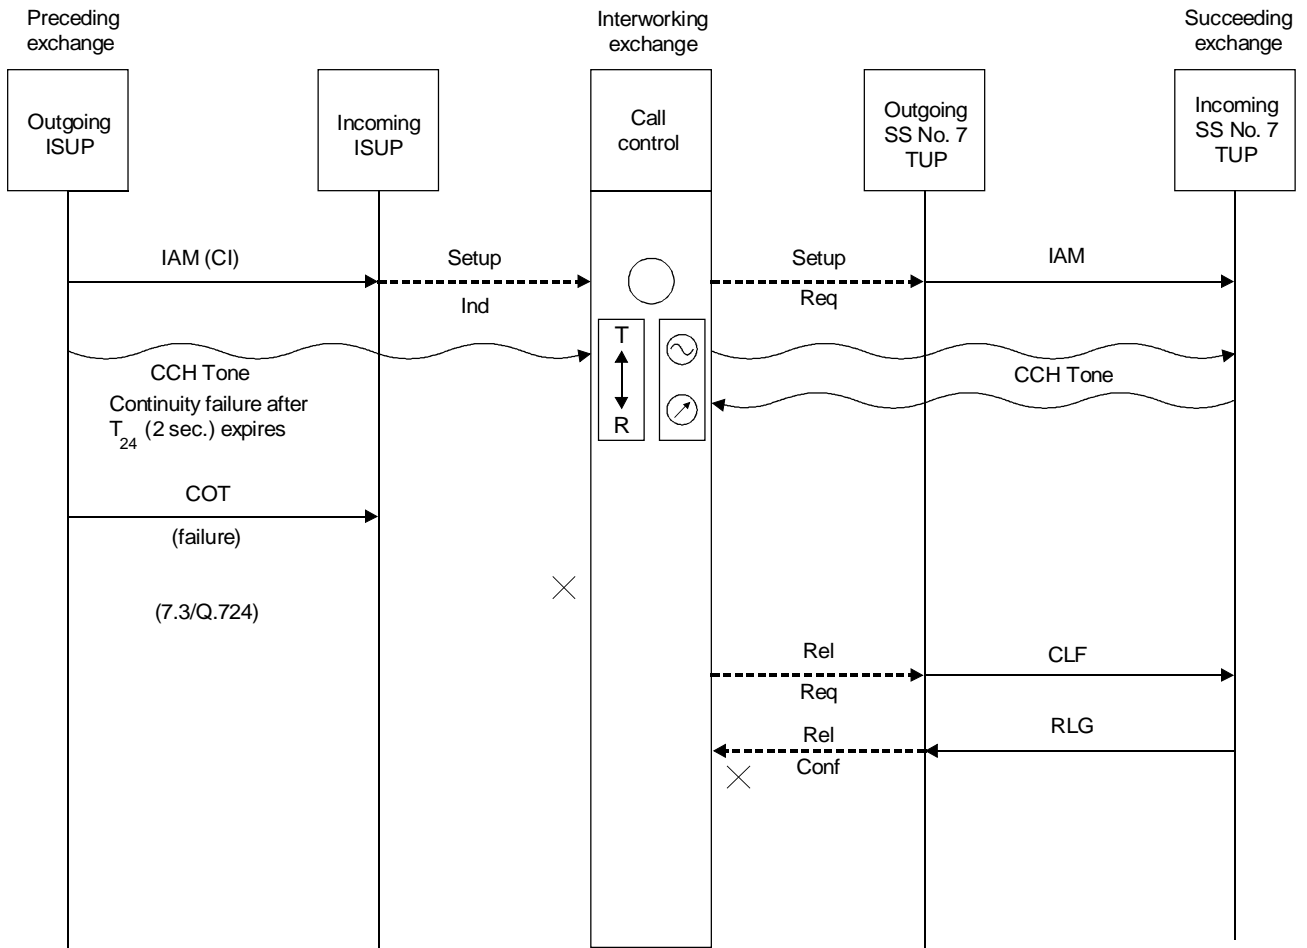 Preceding
exchange
Interworking
exchange
Succeeding
exchange
Outgoing
ISUP
Incoming
ISUP
Call
control
Outgoing
SS No. 7
TUP
Incoming
SS No. 7
TUP
IAM (CI)
Setup
Ind
Setup
Req
IAM
T
R
CCH Tone
CCH Tone
Continuity failure after
T24 (2 sec.) expires
COT
(failure)
(7.3/Q.724)
Rel
Req
CLF
Rel
Conf
RLG